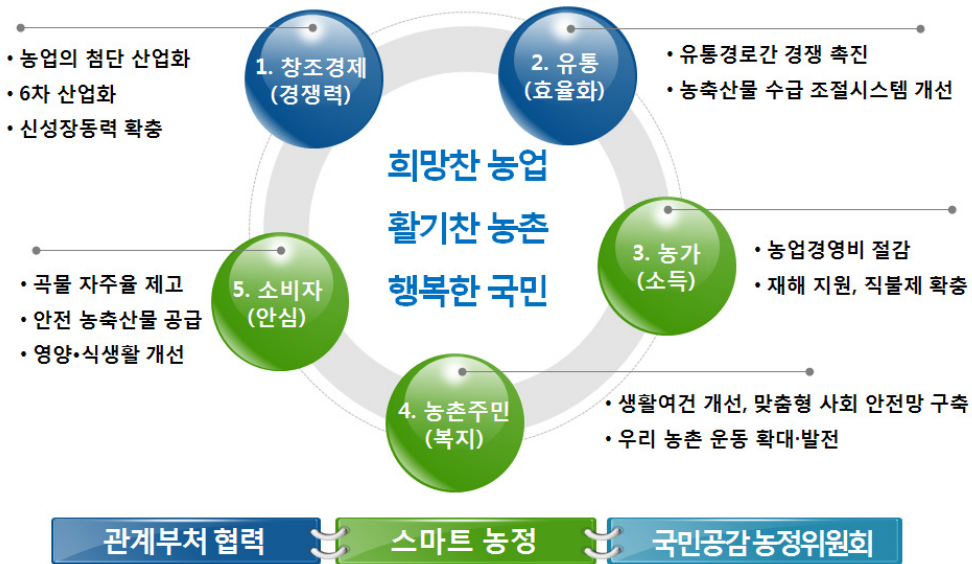 1. 창조경제
(경쟁력)
• 농업의 첨단 산업화
• 6차 산업화
• 신성장동력 확충
2. 유통
(효율화)
• 유통경로간 경쟁 촉진
• 농축산물 수급 조절시스템 개선
희망찬 농업
활기찬 농촌
행복한 국민
3. 농가
(소득)
• 농업경영비 절감
• 재해 지원, 직불제 확충
4. 농촌주민
(복지)
• 생활여건 개선, 맞춤형 사회 안전망 구축
• 우리 농촌 운동 확대·발전
5. 소비자
(안심)
• 곡물 자주율 제고
• 안전 농축산물 공급
• 영양•식생활 개선
관계부처 협력
스마트 농정
국민공감 농정위원회